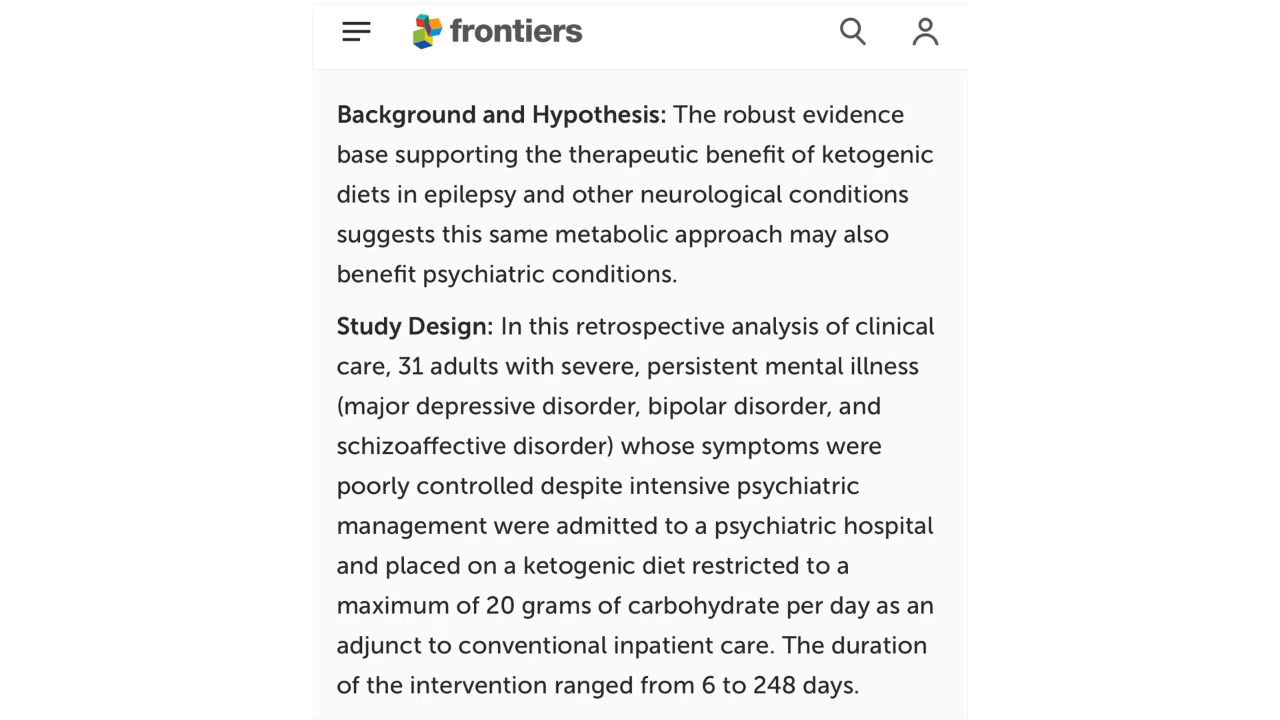 frontiers
Background and Hypothesis: The robust evidence
base supporting the therapeutic benefit of ketogenic
diets in epilepsy and other neurological conditions
suggests this same metabolic approach may also
benefit psychiatric conditions.
Study Design: In this retrospective analysis of clinical
care, 31 adults with severe, persistent mental illness
(major depressive disorder, bipolar disorder, and
schizoaffective disorder) whose symptoms were
poorly controlled despite intensive psychiatric
management were admitted to a psychiatric hospital
and placed on a ketogenic diet restricted to a
maximum of 20 grams of carbohydrate per day as an
adjunct to conventional inpatient care. The duration
of the intervention ranged from 6 to 248 days.